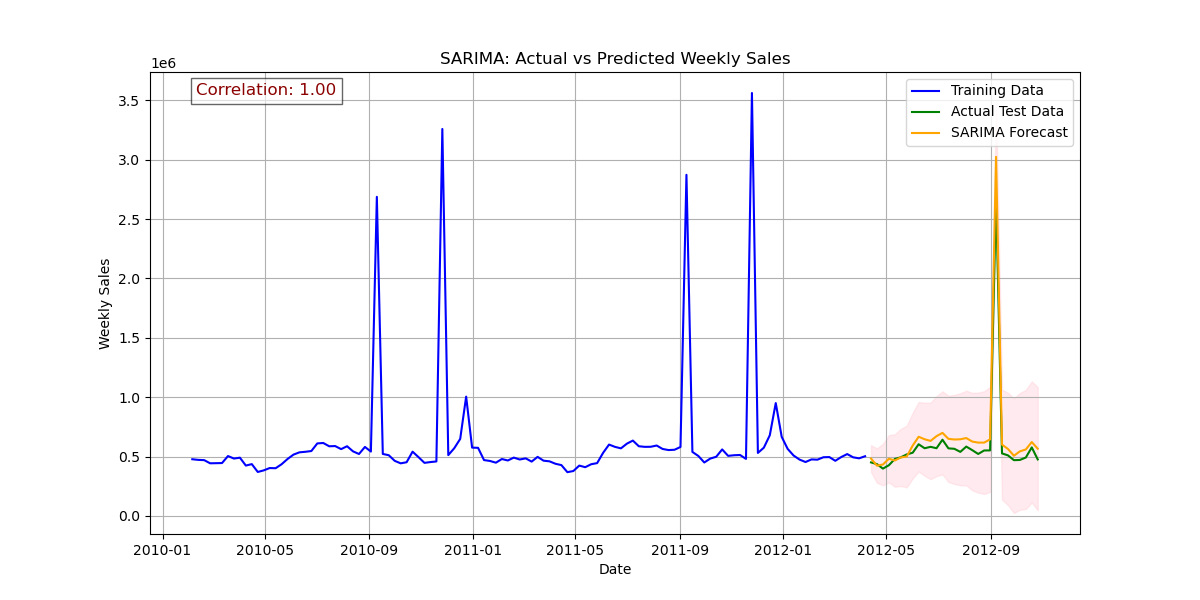 SARIMA: Actual vs Predicted Weekly Sales
1e6
Correlation: 1.00
Training Data
Actual Test Data
SARIMA Forecast
3.5
3.0
2.5
2.0
1.5
1.0
0.5
0.0
Weekly Sales
2010-01 2010-05 2010-09 2011-01 2011-05 2011-09 2012-01 2012-05 2012-09
Date